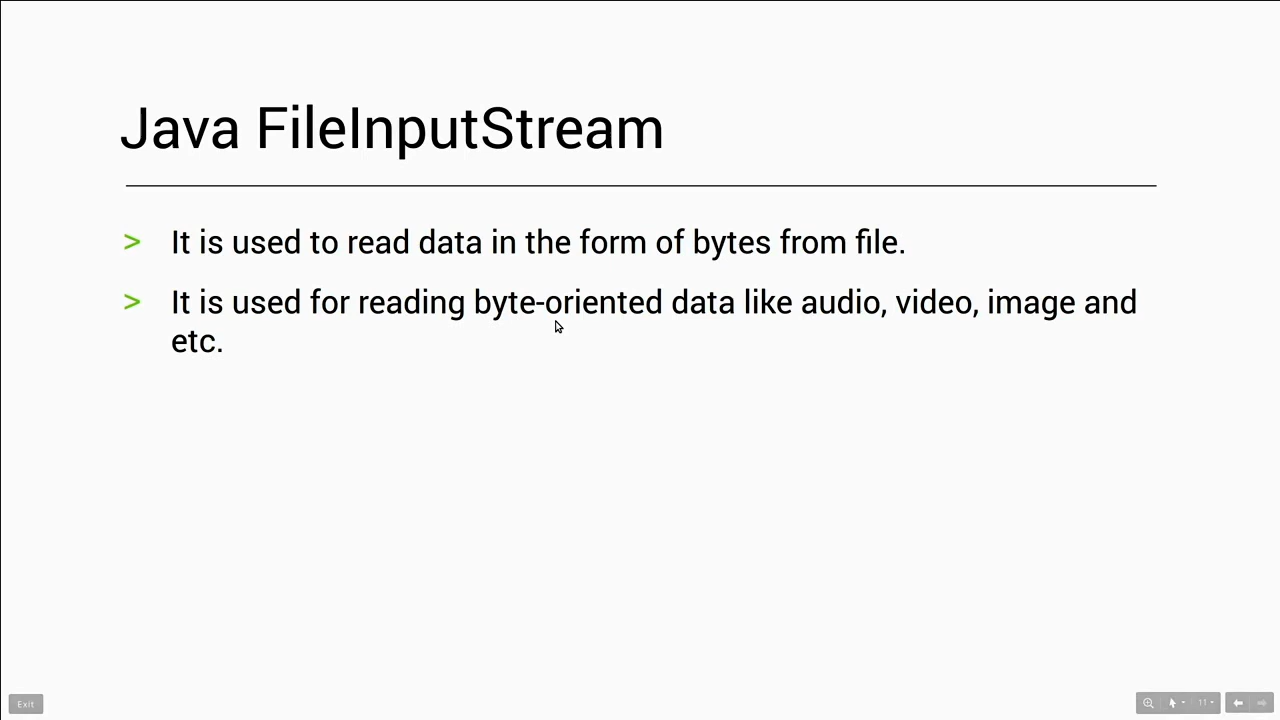 Java FileInputStream
> It is used to read data in the form of bytes from file.
> It is used for reading byte-oriented data like audio, video, image and
etc.
Exit
11